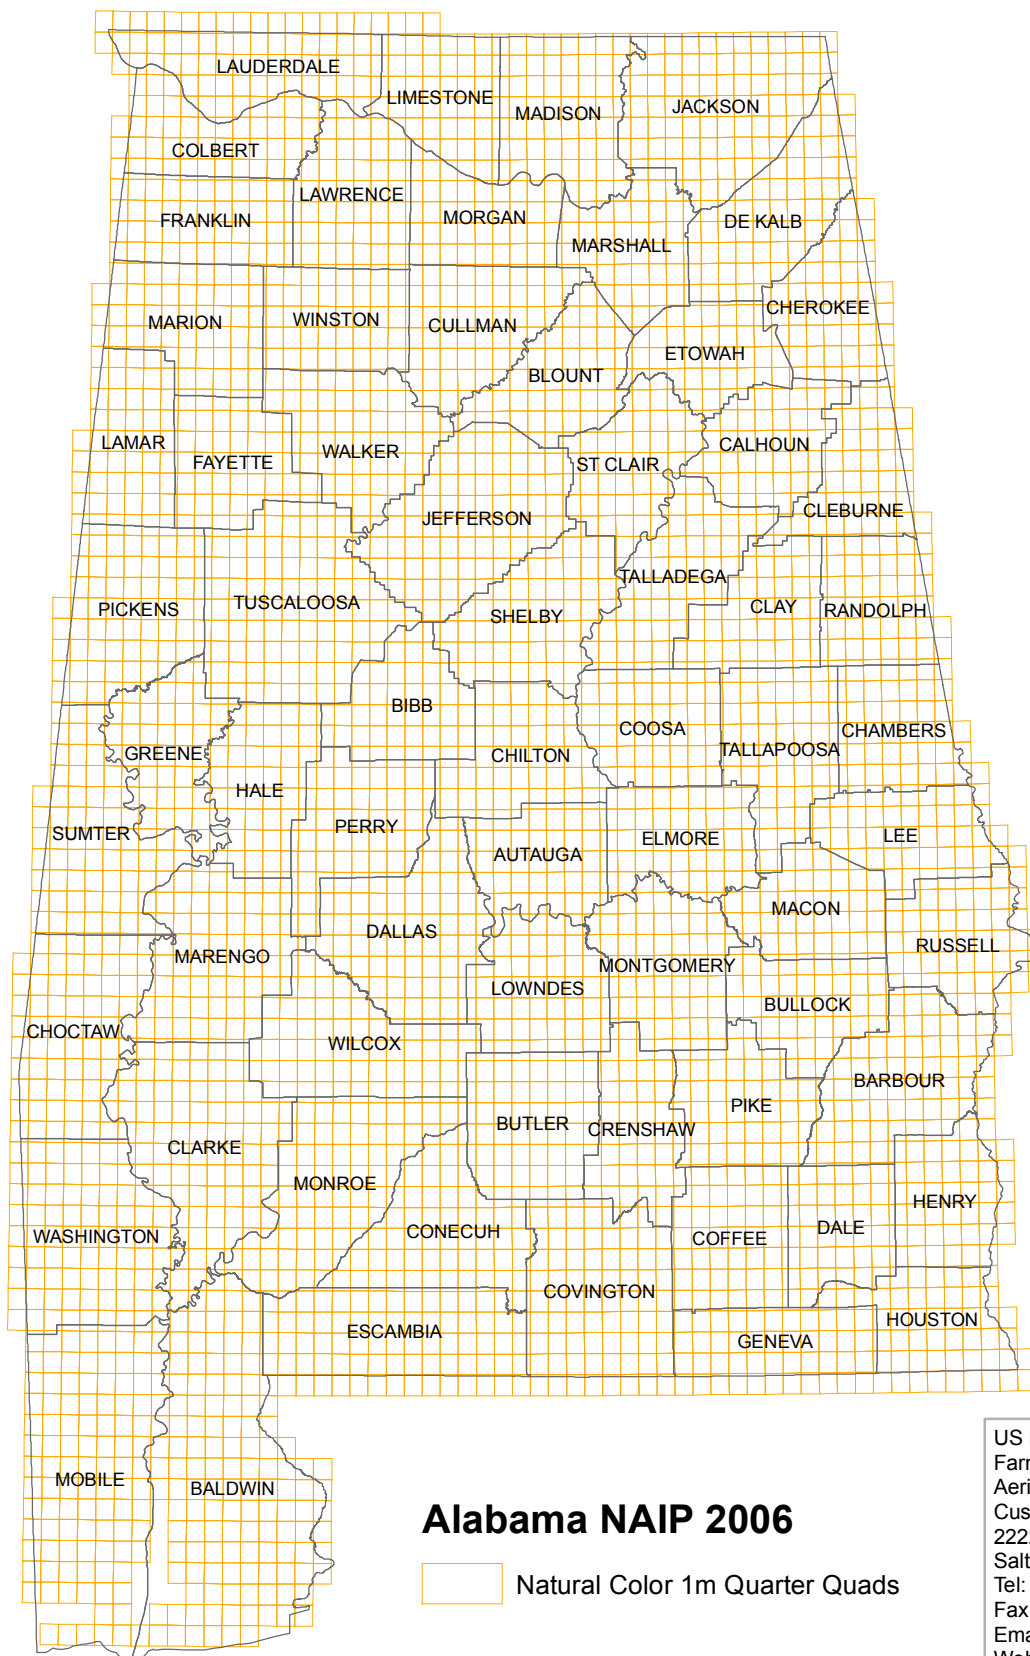 LAUDERDALE
LIMESTONE
MADISON
JACKSON
COLBERT
LAWRENCE
FRANKLIN
MORGAN
MARSHALL
DE KALB
MARION
WINSTON
CULLMAN
CHEROKEE
ETOWAH
BLOUNT
LAMAR
FAYETTE
WALKER
ST CLAIR
CALHOUN
JEFFERSON
CLEBURNE
PICKENS
TUSCALOOSA
SHELBY
TALLADEGA
CLAY
RANDOLPH
BIBB
GREENE
HALE
CHILTON
COOSA
TALLAPOOSA
CHAMBERS
SUMTER
PERRY
AUTAUGA
ELMORE
LEE
MACON
DALLAS
MARENGO
LOWNDES
MONTGOMERY
RUSSELL
BULLOCK
CHOCTAW
WILCOX
BARBOUR
PIKE
BUTLER
CRENSHAW
CLARKE
MONROE
CONECUH
HENRY
WASHINGTON
COFFEE
DALE
COVINGTON
ESCAMBIA
GENEVA
HOUSTON
MOBILE
BALDWIN
Alabama NAIP 2006
Natural Color 1m Quarter Quads
US
Farr
Aeri
Cus
222
Salt
Tel:
Fax
Ema